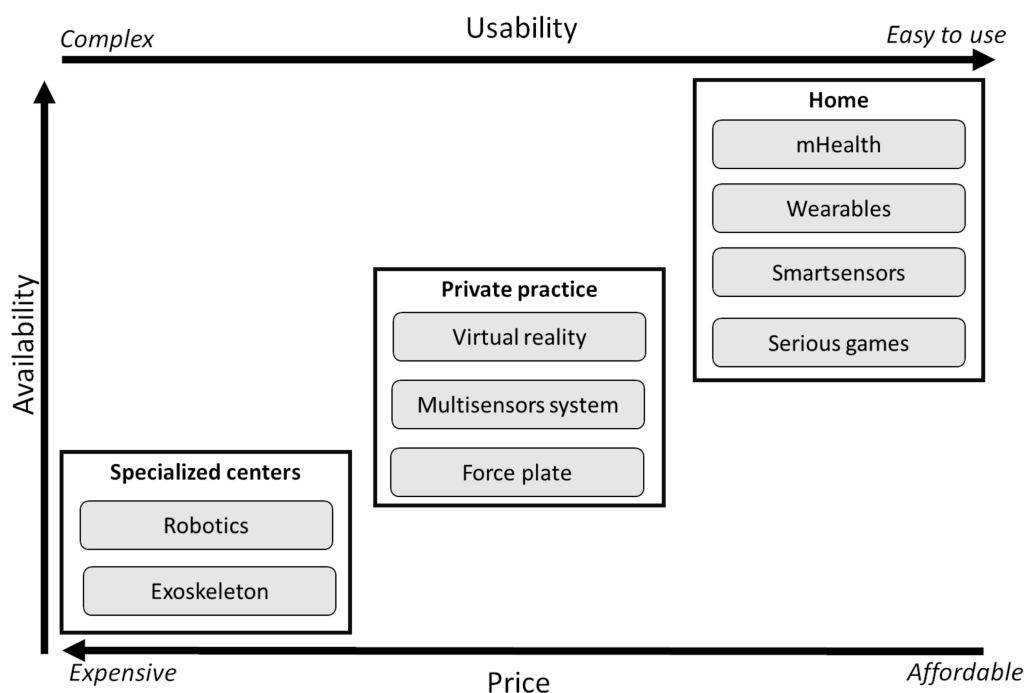 Usability
Complex
Easy to use
Availability
Home
mHealth
Wearables
Smartsensors
Serious games
Private practice
Virtual reality
Multisensors system
Force plate
Specialized centers
Robotics
Exoskeleton
Expensive
Affordable
Price